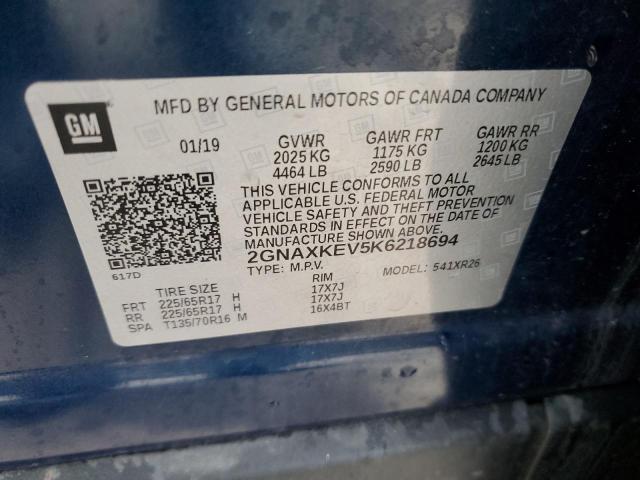 GM
MFD BY GENERAL MOTORS OF CANADA COMPANY
01/19 GVWR GAWR FRT GAWR RR
2025 KG 1175 KG 1200 KG
4464 LB 2590 LB 2645 LB
THIS VEHICLE CONFORMS TO ALL
APPLICABLE U.S. FEDERAL MOTOR
VEHICLE SAFETY AND THEFT PREVENTION
STANDARDS IN EFFECT ON THE DATE OF
MANUFACTURE SHOWN ABOVE.
2GNAXKEV5K6218694
TYPE: M.P.V. MODEL: 541XR26
617D
TIRE SIZE RIM
FRT 225/65R17 H 17X7J
RR 225/65R17 H 17X7J
SPA T135/70R16 M 16X4BT